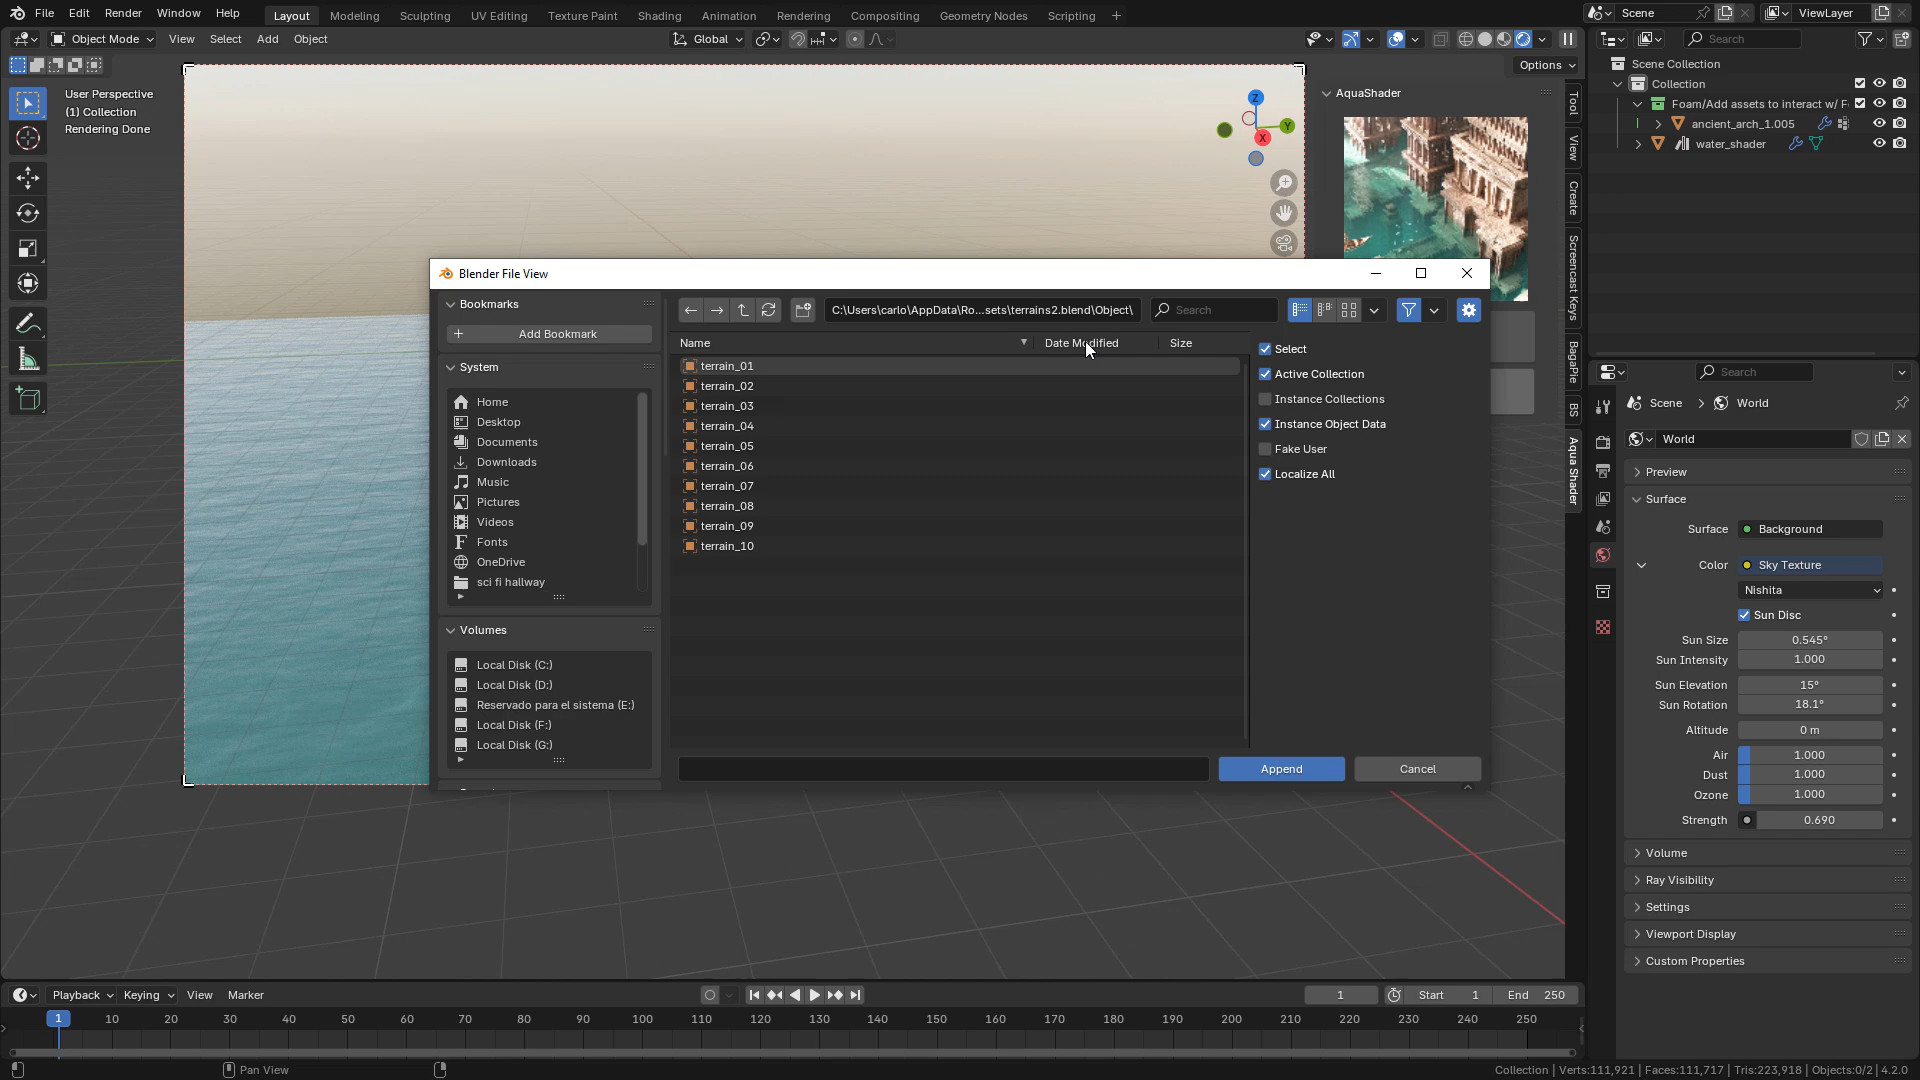 File Edit Render Window Help
Layout Modeling Sculpting UV Editing Texture Paint Shading Animation Rendering Compositing Geometry Nodes Scripting +
Scene ViewLayer
Object Mode View Select Add Object
Global
Search
Options
User Perspective
(1) Collection
Rendering Done
Z
Y
X
AquaShader
Tool
View
Create
Screencast Keys
BagaPie
BS
Aqua Shader
Scene Collection
Collection
Foam/Add assets to interact w/ F
ancient_arch_1.005
water_shader
Blender File View
Bookmarks
Add Bookmark
System
Home
Desktop
Documents
Downloads
Music
Pictures
Videos
Fonts
OneDrive
sci fi hallway
Volumes
Local Disk (C:)
Local Disk (D:)
Reservado para el sistema (E:)
Local Disk (F:)
Local Disk (G:)
C:\Users\carlo\AppData\Ro...sets\terrains2.blend\Object\
Search
Name Date Modified Size
terrain_01
terrain_02
terrain_03
terrain_04
terrain_05
terrain_06
terrain_07
terrain_08
terrain_09
terrain_10
Select
Active Collection
Instance Collections
Instance Object Data
Fake User
Localize All
Append Cancel
Search
Scene > World
World
Preview
Surface
Surface Background
Color Sky Texture
Nishita
Sun Disc
Sun Size 0.545°
Sun Intensity 1.000
Sun Elevation 15°
Sun Rotation 18.1°
Altitude 0 m
Air 1.000
Dust 1.000
Ozone 1.000
Strength 0.690
Volume
Ray Visibility
Settings
Viewport Display
Custom Properties
Playback Keying View Marker
1 Start 1 End 250
1 10 20 30 40 50 60 70 80 90 100 110 120 130 140 150 160 170 180 190 200 210 220 230 240 250
Pan View
Collection | Verts:111,921 | Faces:111,717 | Tris:223,918 | Objects:0/2 | 4.2.0